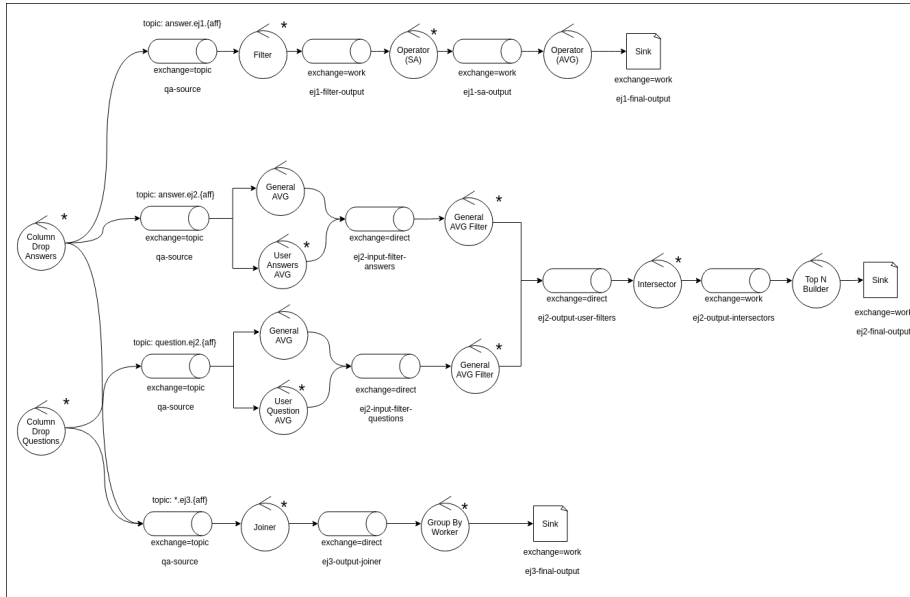 topic: answer.ej1.{aff}
*
Filter
exchange=topic
qa-source
exchange=work
ej1-filter-output
*
Operator
(SA)
exchange=work
ej1-sa-output
Operator
(AVG)
Sink
exchange=work
ej1-final-output
*
Column
Drop
Answers
topic: answer.ej2.{aff}
exchange=topic
qa-source
General
AVG
*
User
Answers
AVG
exchange=direct
ej2-input-filter-
answers
*
General
AVG Filter
exchange=direct
ej2-output-user-filters
*
Intersector
exchange=work
ej2-output-intersectors
Top N
Builder
Sink
exchange=work
ej2-final-output
topic: question.ej2.{aff}
exchange=topic
qa-source
General
AVG
*
User
Question
AVG
exchange=direct
ej2-input-filter-
questions
*
General
AVG Filter
*
Column
Drop
Questions
topic: *.ej3.{aff}
exchange=topic
qa-source
*
Joiner
exchange=direct
ej3-output-joiner
*
Group By
Worker
Sink
exchange=work
ej3-final-output